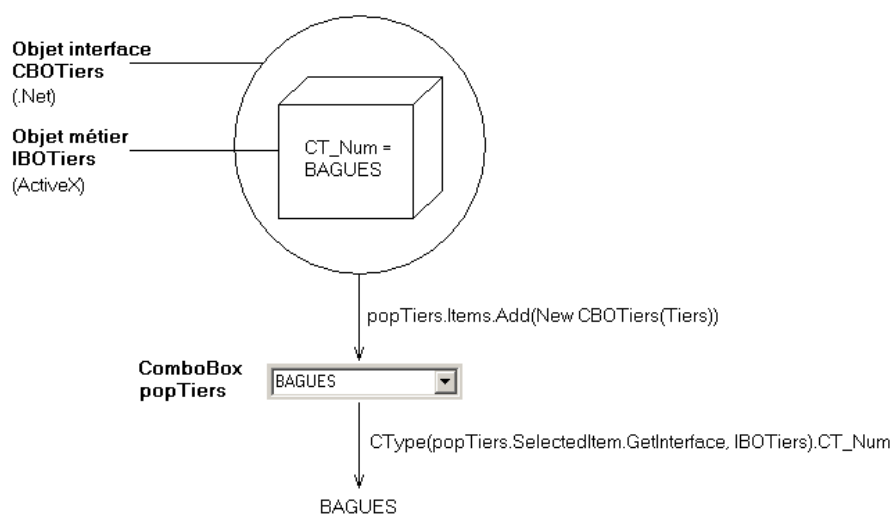 Objet interface
CBOTiers
(.Net)
Objet métier
IBOTiers
(ActiveX)
CT_Num =
BAGUES
popTiers.Items.Add(New CBOTiers(Tiers))
ComboBox
popTiers
BAGUES
CType(popTiers.SelectedItem.GetInterface, IBOTiers).CT_Num
BAGUES